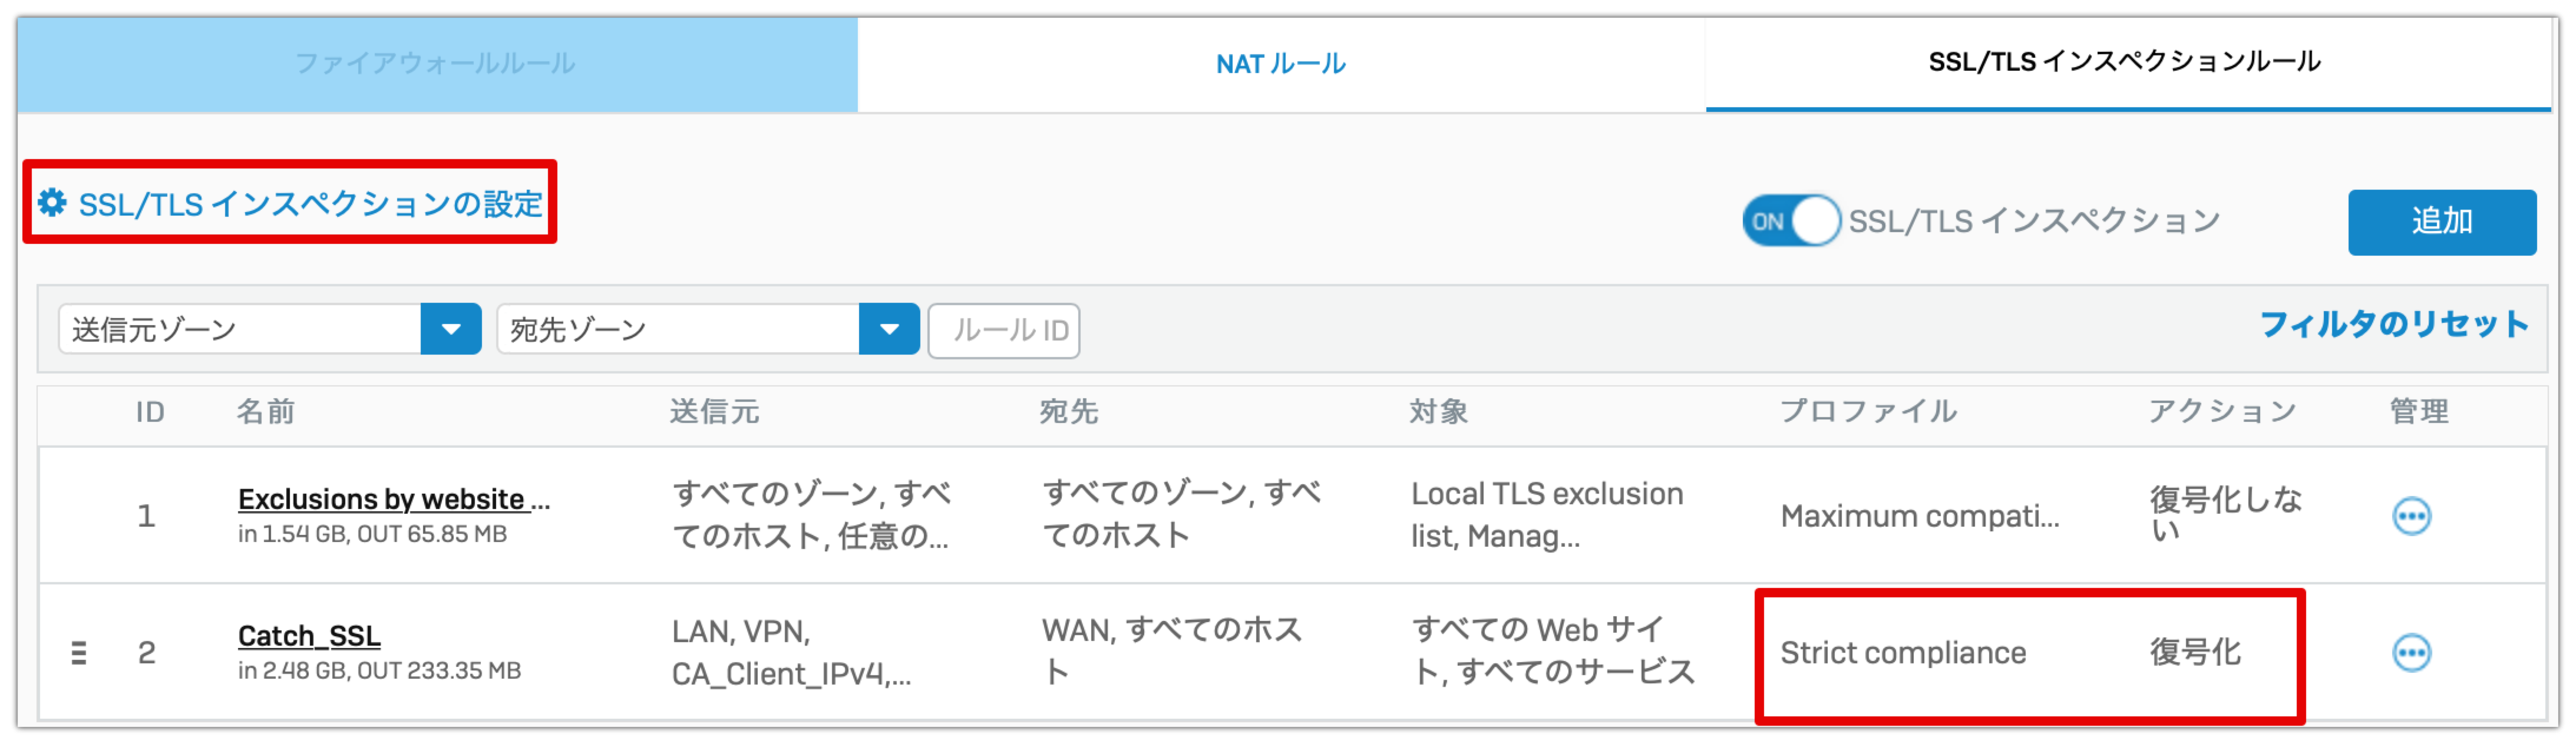 ファイアウォールルール
NAT ルール
SSL/TLS インスペクションルール
SSL/TLS インスペクションの設定
ON SSL/TLS インスペクション
追加
送信元ゾーン
宛先ゾーン
ルール ID
フィルタのリセット
ID 名前 送信元 宛先 対象 プロファイル アクション 管理
1
Exclusions by website ...
in 1.54 GB, OUT 65.85 MB
すべてのゾーン, すべ
てのホスト, 任意の...
すべてのゾーン, すべ
てのホスト
Local TLS exclusion
list, Manag...
Maximum compati...
復号化しな
い
2
Catch_SSL
in 2.48 GB, OUT 233.35 MB
LAN, VPN,
CA_Client_IPv4,...
WAN, すべてのホス
ト
すべての Web サイ
ト, すべてのサービス
Strict compliance
復号化